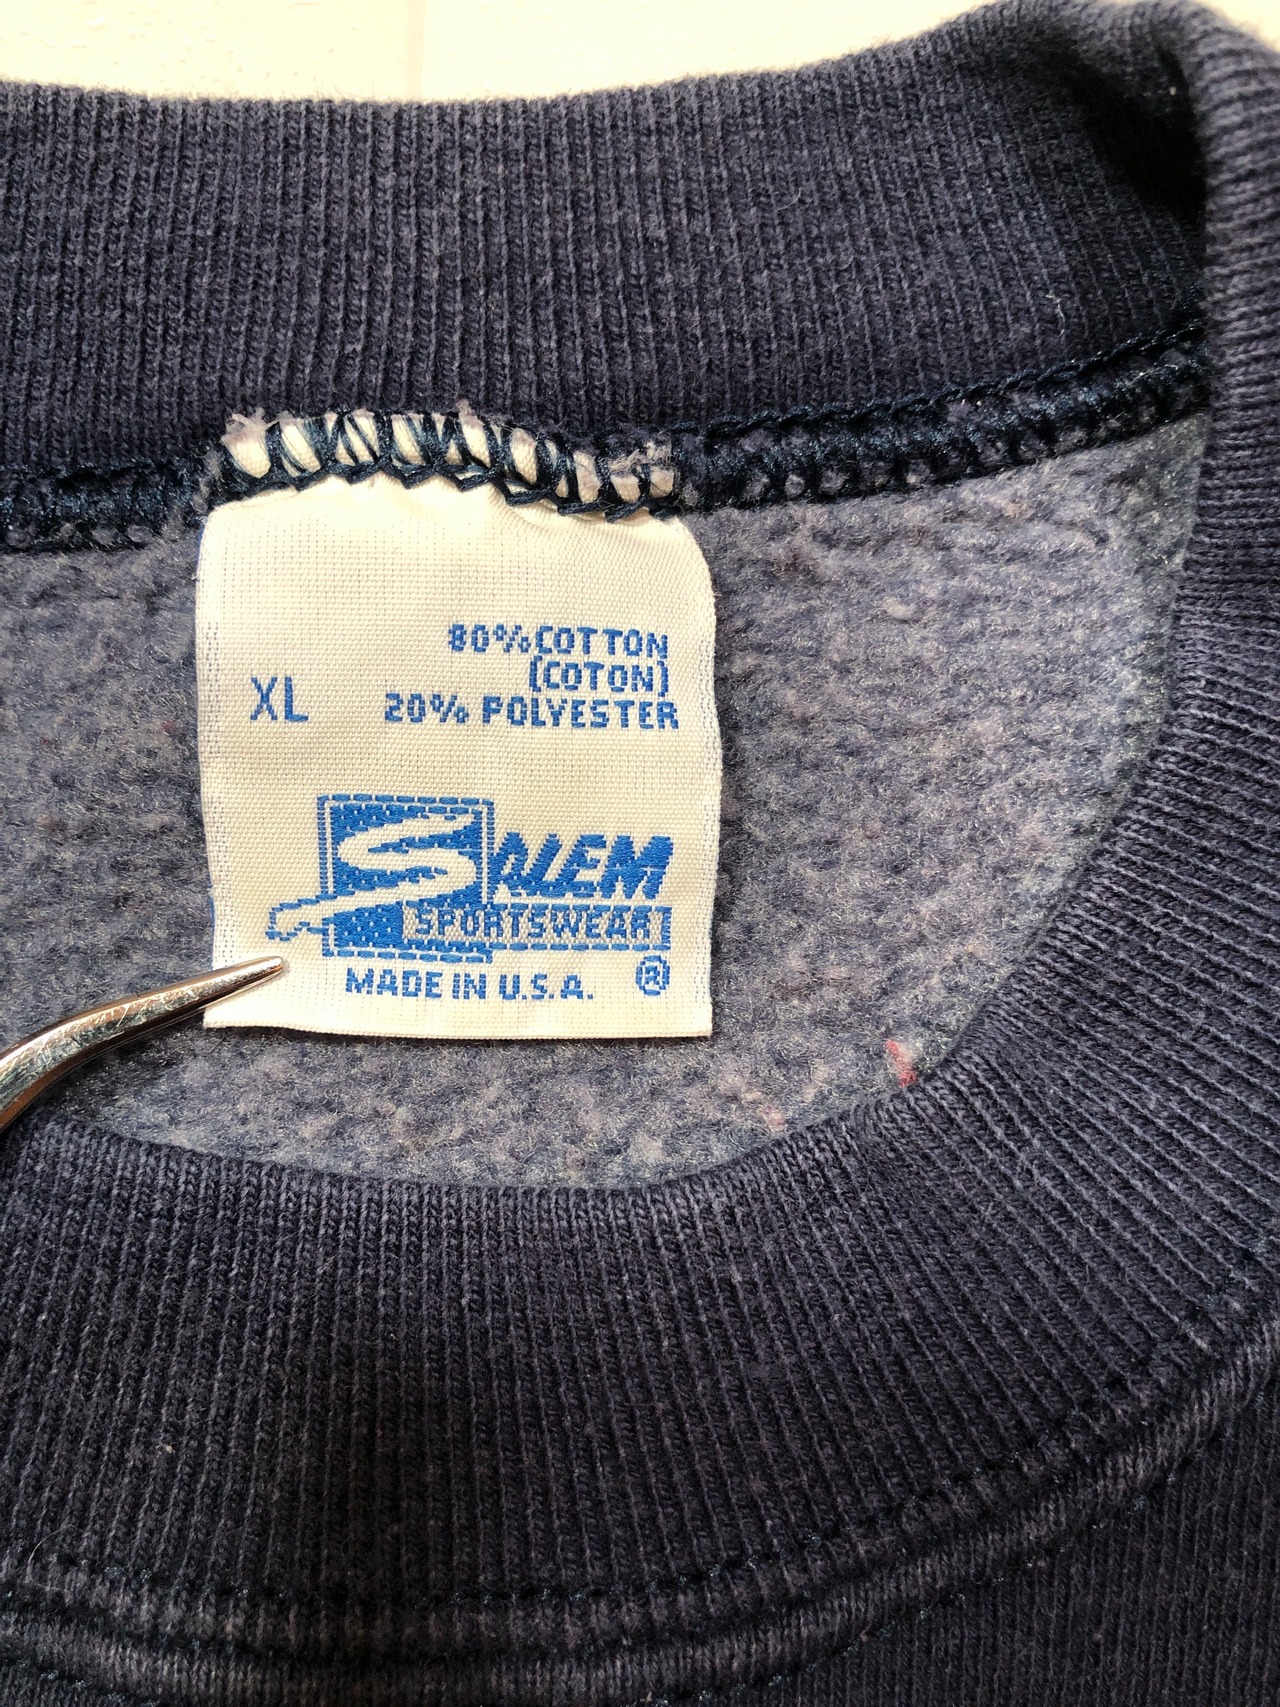 80% COTTON
(COTON)
XL 20% POLYESTER
SALEM
SPORTSWEAR
®
MADE IN U.S.A.